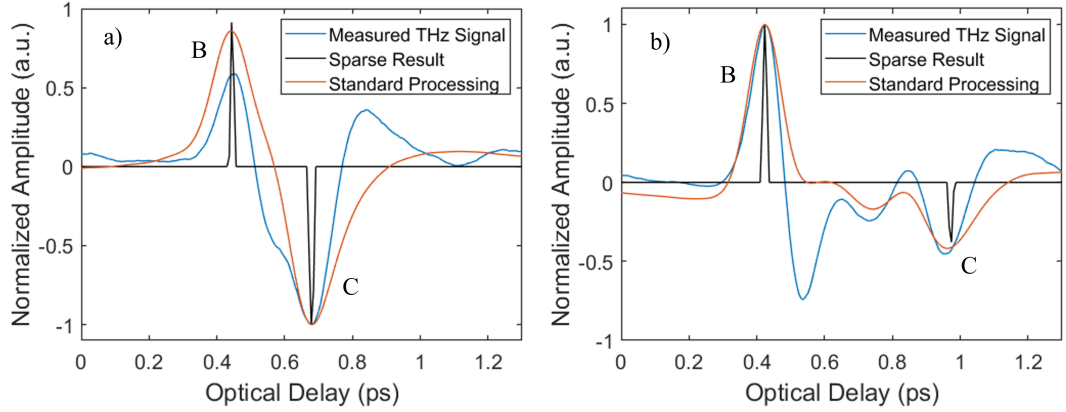 a)
B
C
Measured THz Signal
Sparse Result
Standard Processing
1
0.5
0
-0.5
-1
0
0.2
0.4
0.6
0.8
1
1.2
Normalized Amplitude (a.u.)
Optical Delay (ps)
b)
B
C
Measured THz Signal
Sparse Result
Standard Processing
1
0.5
0
-0.5
-1
0
0.2
0.4
0.6
0.8
1
1.2
Normalized Amplitude (a.u.)
Optical Delay (ps)